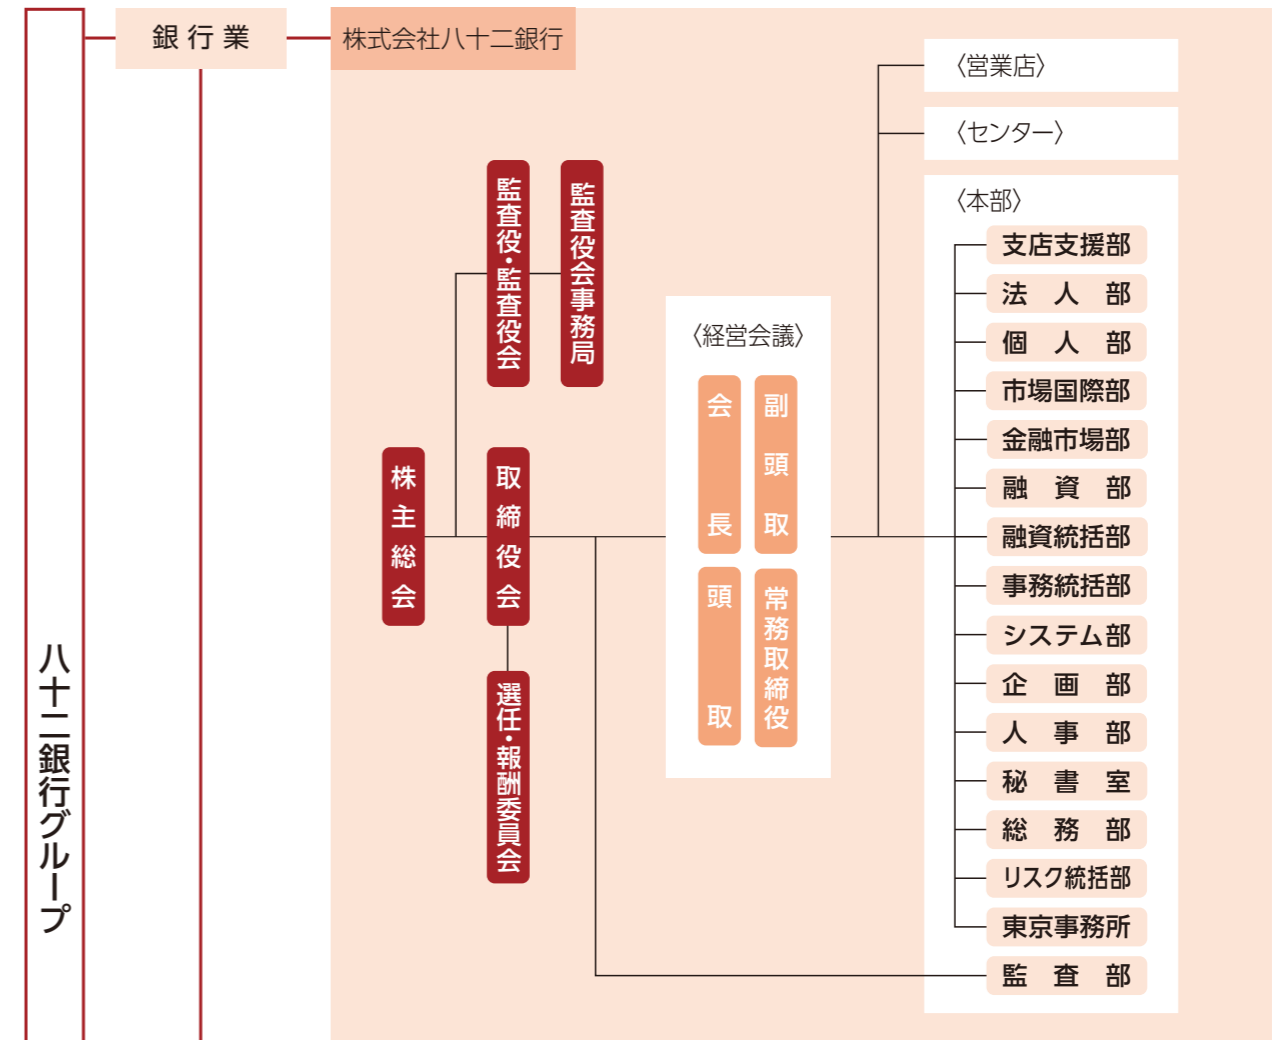 八十二銀行グループ
銀行業
株式会社八十二銀行
株主総会
監査役・監査役会
監査役会事務局
取締役会
選任・報酬委員会
〈経営会議〉
会長
副頭取
頭取
常務取締役
〈営業店〉
〈センター〉
〈本部〉
支店支援部
法人部
個人部
市場国際部
金融市場部
融資部
融資統括部
事務統括部
システム部
企画部
人事部
秘書室
総務部
リスク統括部
東京事務所
監査部